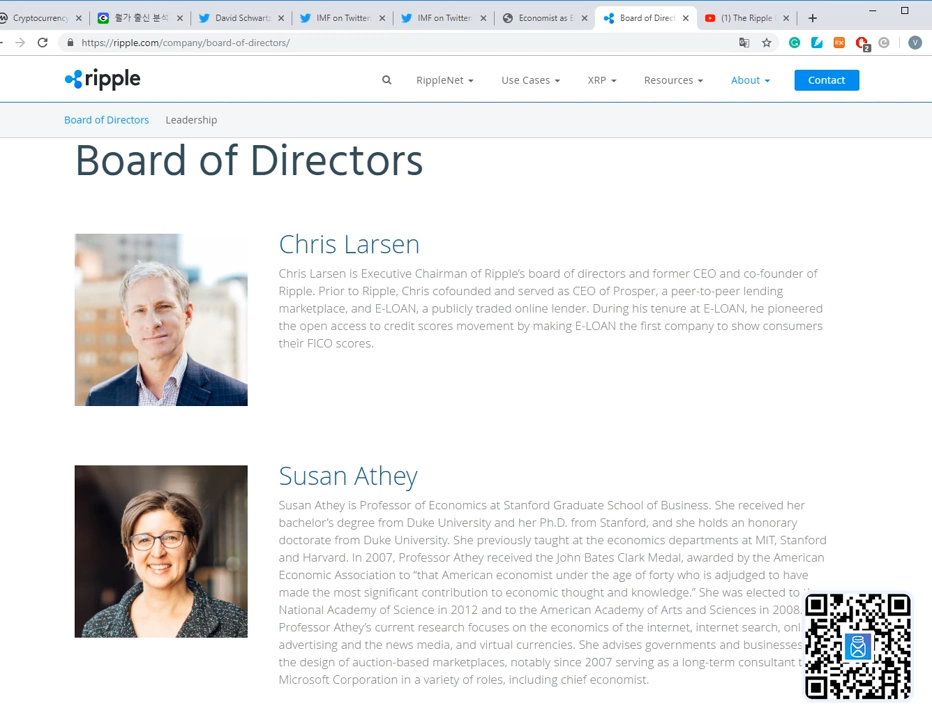 Cryptocurrency
월가 출신 분석
David Schwartz
IMF on Twitter
IMF on Twitter
Economist as E
Board of Direct
(1) The Ripple
https://ripple.com/company/board-of-directors/
2
V
ripple
RippleNet
Use Cases
XRP
Resources
About
Contact
Board of Directors
Leadership
Board of Directors
Chris Larsen
Chris Larsen is Executive Chairman of Ripple’s board of directors and former CEO and co-founder of
Ripple. Prior to Ripple, Chris cofounded and served as CEO of Prosper, a peer-to-peer lending
marketplace, and E-LOAN, a publicly traded online lender. During his tenure at E-LOAN, he pioneered
the open access to credit scores movement by making E-LOAN the first company to show consumers
their FICO scores.
Susan Athey
Susan Athey is Professor of Economics at Stanford Graduate School of Business. She received her
bachelor’s degree from Duke University and her Ph.D. from Stanford, and she holds an honorary
doctorate from Duke University. She previously taught at the economics departments at MIT, Stanford
and Harvard. In 2007, Professor Athey received the John Bates Clark Medal, awarded by the American
Economic Association to “that American economist under the age of forty who is adjudged to have
made the most significant contribution to economic thought and knowledge.” She was elected to
National Academy of Science in 2012 and to the American Academy of Arts and Sciences in 2008.
Professor Athey’s current research focuses on the economics of the internet, internet search,
advertising and the news media, and virtual currencies. She advises governments and businesses
the design of auction-based marketplaces, notably since 2007 serving as a long-term consultant
Microsoft Corporation in a variety of roles, including chief economist.